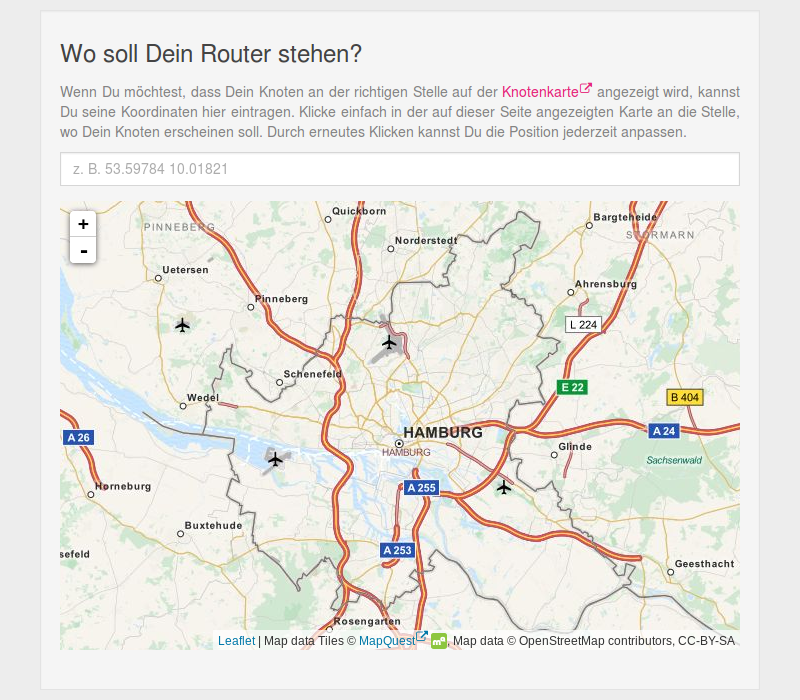 Wo soll Dein Router stehen?
Wenn Du möchtest, dass Dein Knoten an der richtigen Stelle auf der Knotenkarte angezeigt wird, kannst
Du seine Koordinaten hier eintragen. Klicke einfach in der auf dieser Seite angezeigten Karte an die Stelle,
wo Dein Knoten erscheinen soll. Durch erneutes Klicken kannst Du die Position jederzeit anpassen.
z. B. 53.59784 10.01821
+
-
Quickborn
Bargteheide
PINNEBERG
STORMARN
Norderstedt
Uetersen
Ahrensburg
Pinneberg
L 224
Schenefeld
E 22
Wedel
B 404
HAMBURG
A 24
A 26
HAMBURG
Glinde
Sachsenwald
Horneburg
A 255
Buxtehude
A 253
sefeld
Geesthacht
Rosengarten
Leaflet | Map data Tiles © MapQuest mq, Map data © OpenStreetMap contributors, CC-BY-SA